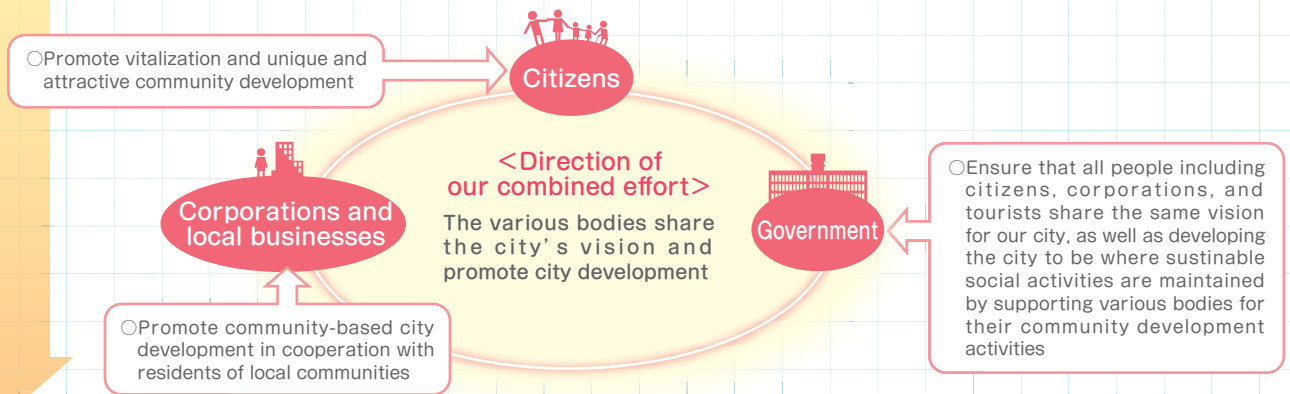 ○Promote vitalization and unique and
attractive community development
Citizens
<Direction of
our combined effort>
The various bodies share
the city's vision and
promote city development
Corporations and
local businesses
Government
○Ensure that all people including
citizens, corporations, and
tourists share the same vision
for our city, as well as developing
the city to be where sustinable
social activities are maintained
by supporting various bodies for
their community development
activities
○Promote community-based city
development in cooperation with
residents of local communities